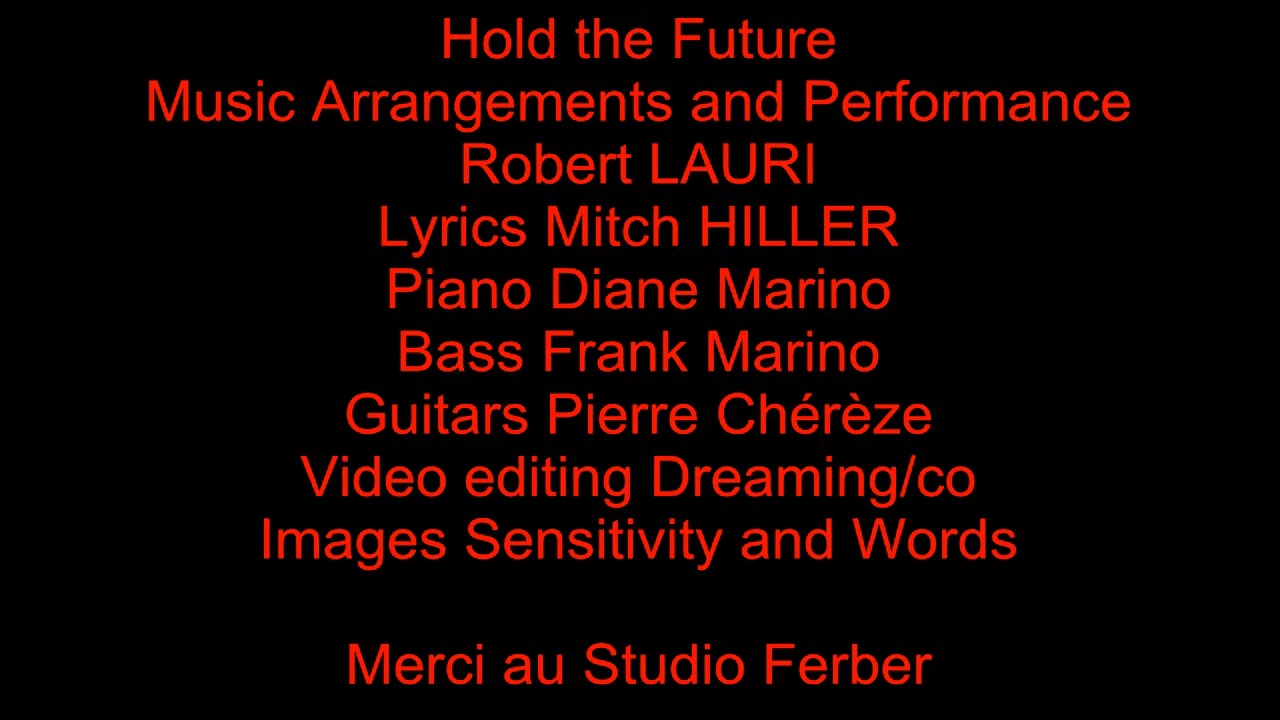 Hold the Future
Music Arrangements and Performance
Robert LAURI
Lyrics Mitch HILLER
Piano Diane Marino
Bass Frank Marino
Guitars Pierre Chérèze
Video editing Dreaming/co
Images Sensitivity and Words
Merci au Studio Ferber